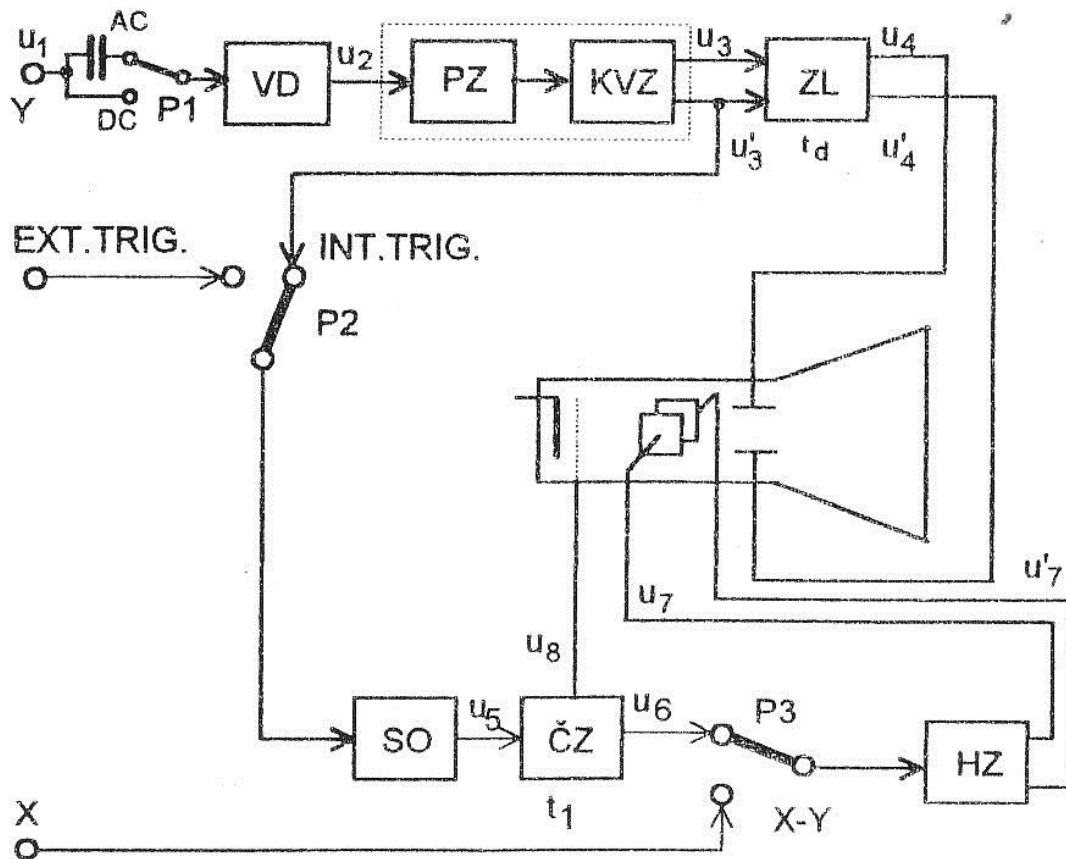 AC
u1
Y
DC
P1
VD
u2
PZ
KVZ
u3
u'3
ZL
td
u4
u'4
EXT.TRIG.
INT.TRIG.
P2
u'7
u7
u8
SO
u5
ČZ
t1
u6
P3
HZ
X-Y
X